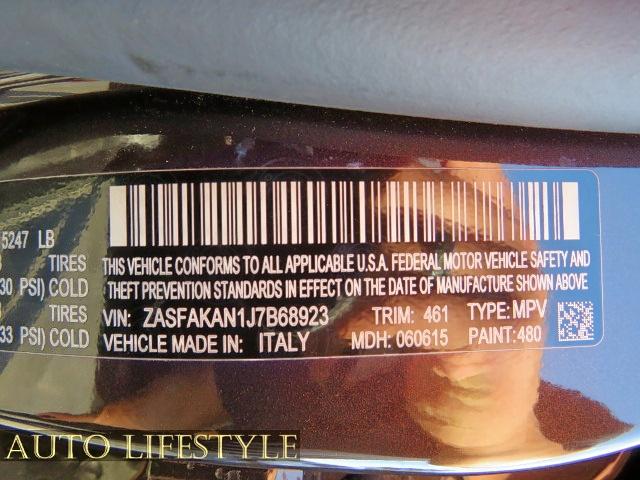 5247 LB
TIRES
30 PSI) COLD
TIRES
33 PSI) COLD
THIS VEHICLE CONFORMS TO ALL APPLICABLE U.S.A. FEDERAL MOTOR VEHICLE SAFETY AND
THEFT PREVENTION STANDARDS IN EFFECT ON THE DATE OF MANUFACTURE SHOWN ABOVE
VIN: ZASFAKAN1J7B68923 TRIM: 461 TYPE: MPV
VEHICLE MADE IN: ITALY MDH: 060615 PAINT: 480
AUTO LIFESTYLE